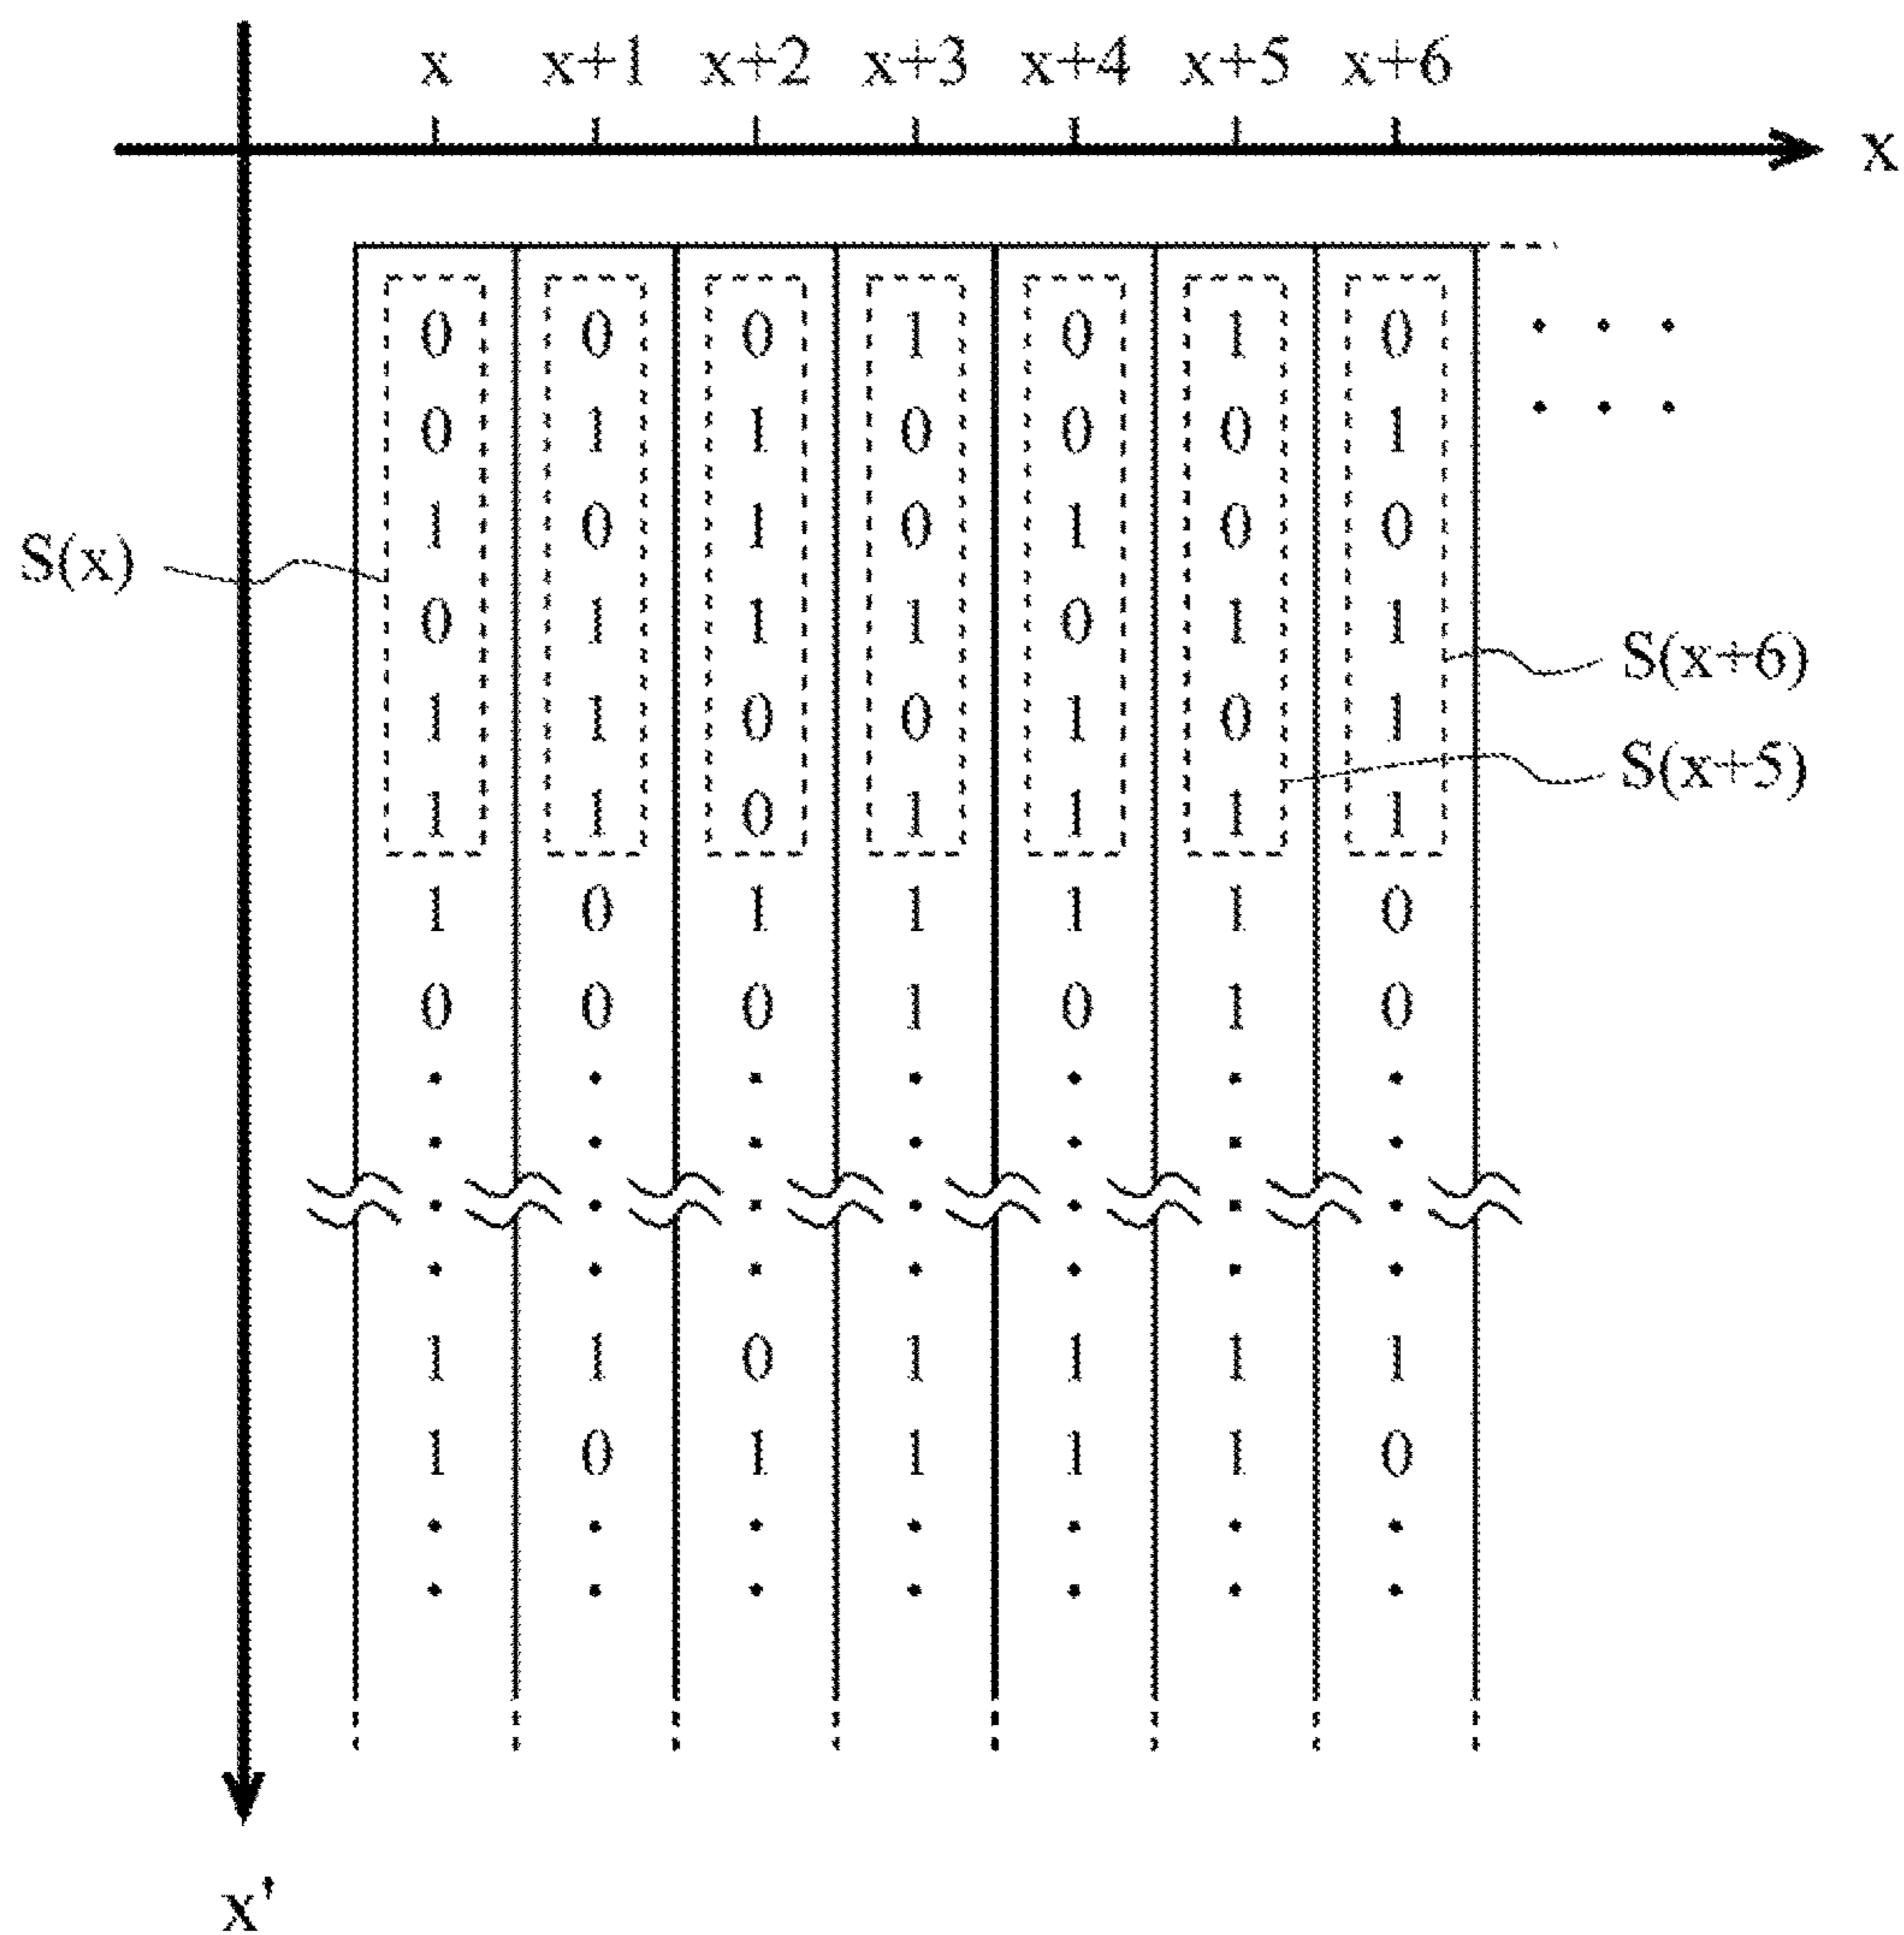 x x+1 x+2 x+3 x+4 x+5 x+6
x
0 0 0 1 0 1 0
0 1 1 0 0 0 1
1 0 1 0 1 0 0
S(x)
0 1 1 1 0 1 1
S(x+6)
1 1 0 0 1 0 1
S(x+5)
1 1 0 1 1 1 1
1 0 1 1 1 1 0
0 0 0 1 0 1 0
1 1 0 1 1 1 1
1 0 1 1 1 1 0
x'